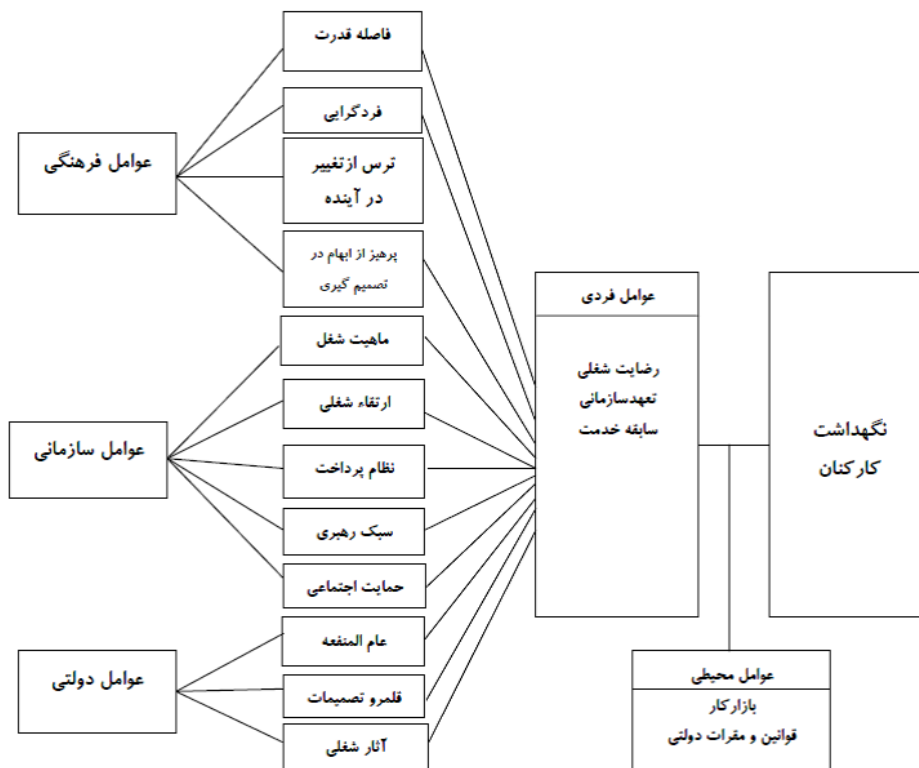 عوامل فرهنگی
فاصله قدرت
فردگرایی
ترس ازتغییر
در آینده
پرهیز از ابهام در
تصمیم گیری
عوامل سازمانی
ماهیت شغل
ارتقاء شغلی
نظام پرداخت
سبک رهبری
حمایت اجتماعی
عوامل دولتی
عام المنفعه
قلمرو تصمیمات
آثار شغلی
عوامل فردی
رضایت شغلی
تعهدسازمانی
سابقه خدمت
نگهداشت
کارکنان
عوامل محیطی
بازارکار
قوانین و مقرات دولتی